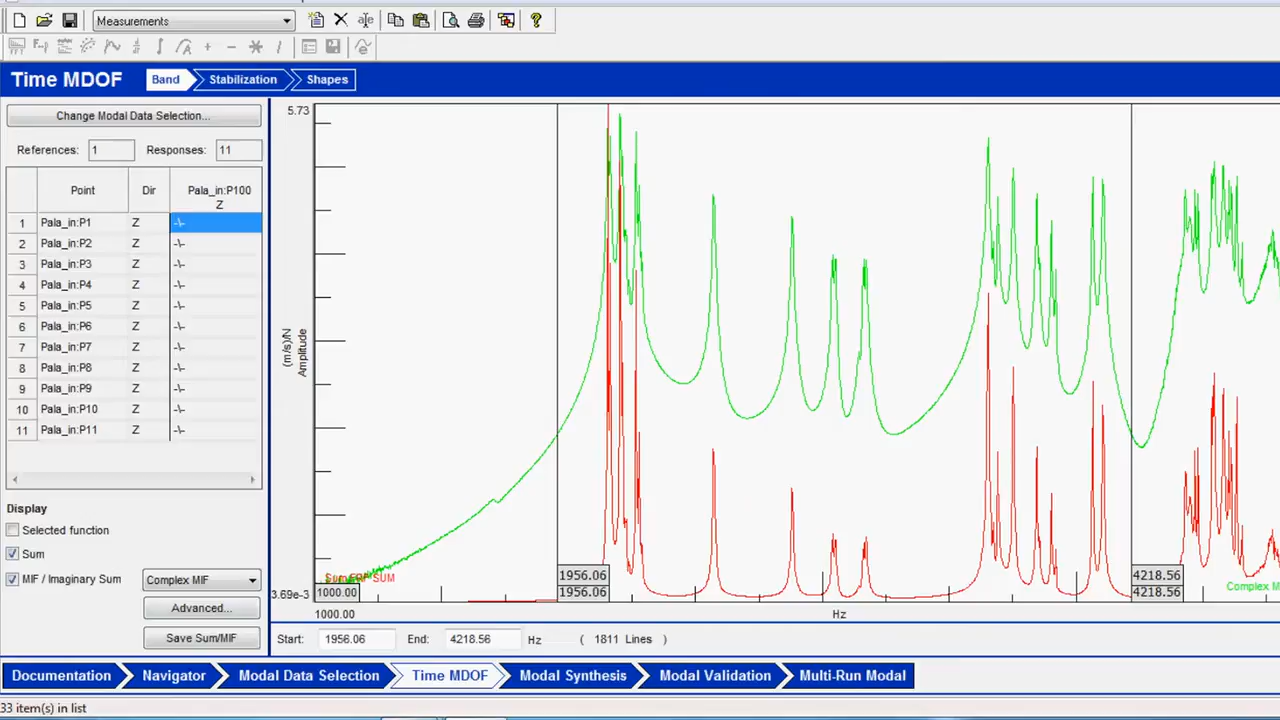 Measurements
Time MDOF
Band
Stabilization
Shapes
Change Modal Data Selection...
References: 1 Responses: 11
Point Dir Pala_in:P100 Z
1 Pala_in:P1 Z
2 Pala_in:P2 Z
3 Pala_in:P3 Z
4 Pala_in:P4 Z
5 Pala_in:P5 Z
6 Pala_in:P6 Z
7 Pala_in:P7 Z
8 Pala_in:P8 Z
9 Pala_in:P9 Z
10 Pala_in:P10 Z
11 Pala_in:P11 Z
Display
Selected function
Sum
MIF / Imaginary Sum Complex MIF
Advanced...
Save Sum/MIF
5.73
(m/s)/N
Amplitude
SUM
3.69e-3
1000.00
1000.00
1956.06
1956.06
4218.56
4218.56
Complex M
Hz
Start: 1956.06 End: 4218.56 Hz ( 1811 Lines )
Documentation
Navigator
Modal Data Selection
Time MDOF
Modal Synthesis
Modal Validation
Multi-Run Modal
33 item(s) in list